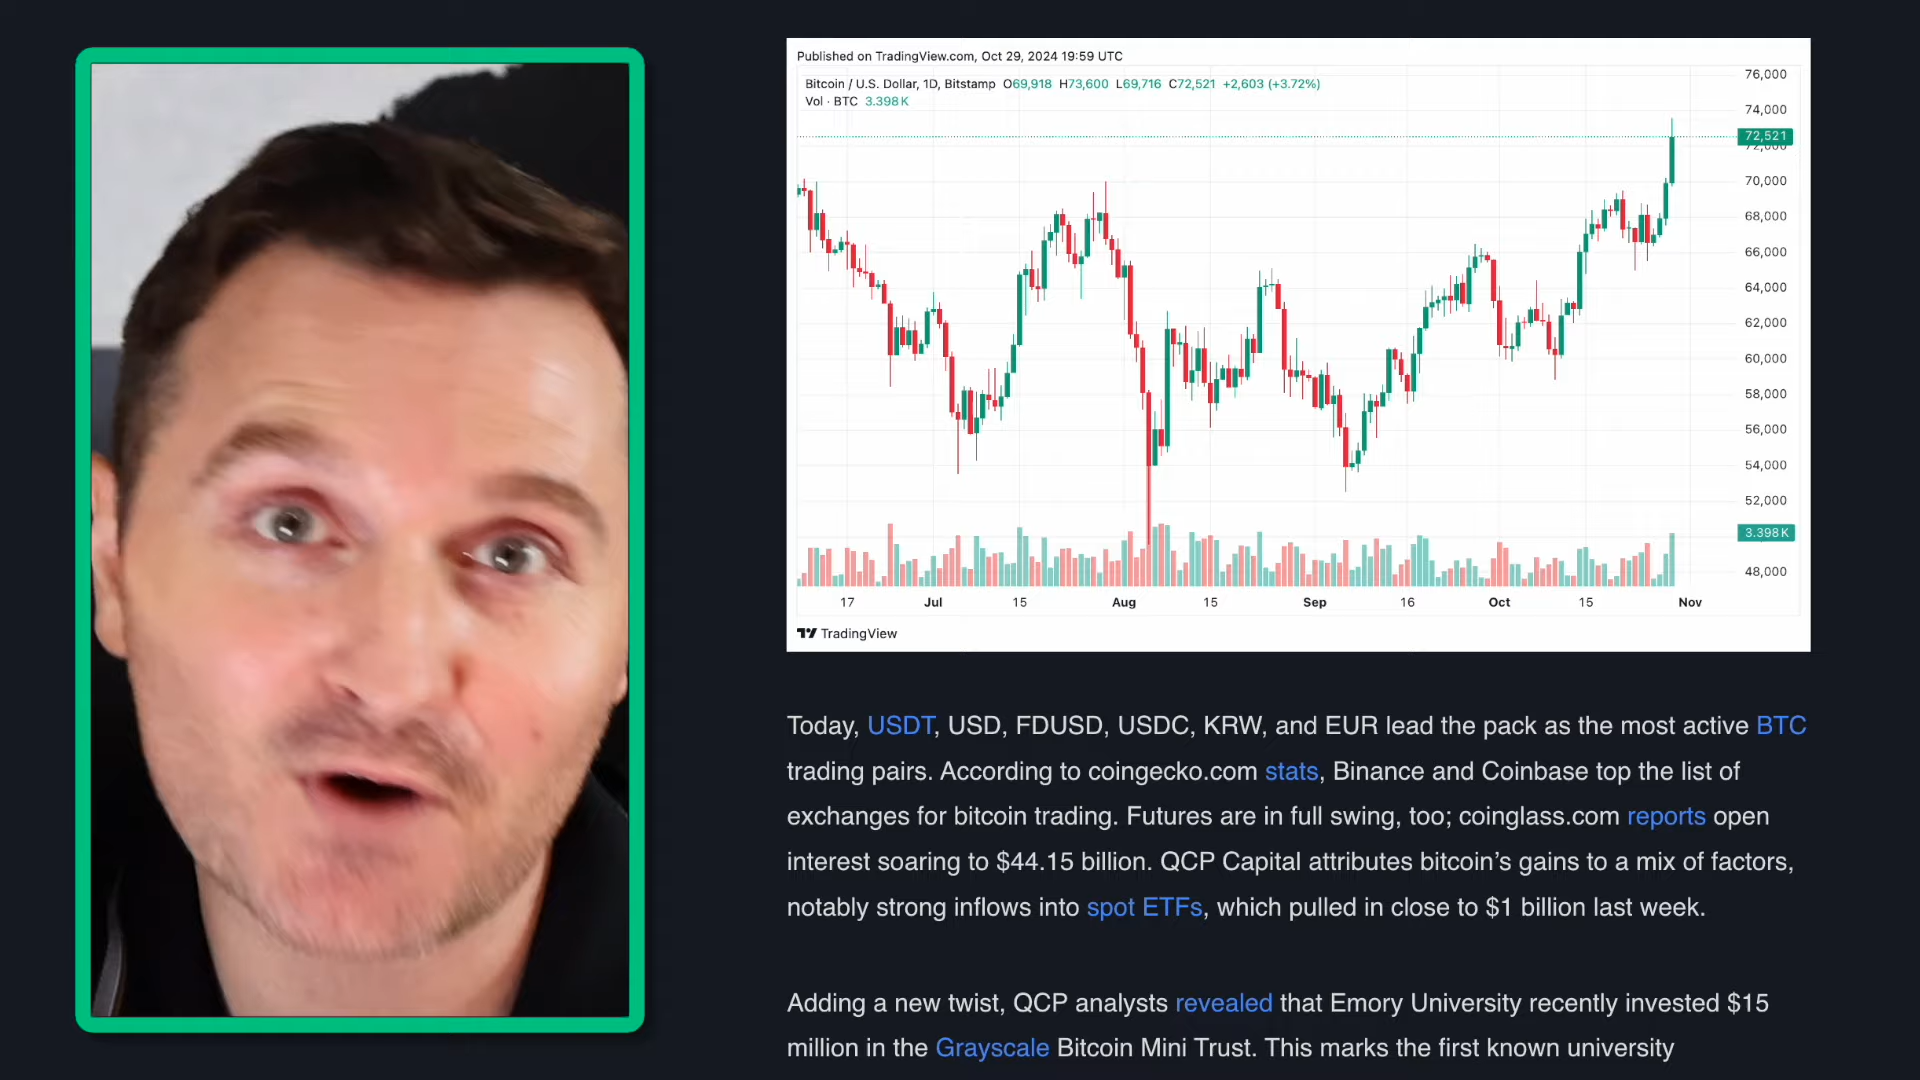 Published on TradingView.com, Oct 29, 2024 19:59 UTC
Bitcoin / U.S. Dollar, 1D, Bitstamp O69,918 H73,600 L69,716 C72,521 +2,603 (+3.72%)
Vol · BTC 3.398K
76,000
74,000
72,521
72,000
70,000
68,000
66,000
64,000
62,000
60,000
58,000
56,000
54,000
52,000
3.398K
48,000
17 Jul 15 Aug 15 Sep 16 Oct 15 Nov
TradingView
Today, USDT, USD, FDUSD, USDC, KRW, and EUR lead the pack as the most active BTC
trading pairs. According to coingecko.com stats, Binance and Coinbase top the list of
exchanges for bitcoin trading. Futures are in full swing, too; coinglass.com reports open
interest soaring to $44.15 billion. QCP Capital attributes bitcoin’s gains to a mix of factors,
notably strong inflows into spot ETFs, which pulled in close to $1 billion last week.
Adding a new twist, QCP analysts revealed that Emory University recently invested $15
million in the Grayscale Bitcoin Mini Trust. This marks the first known university